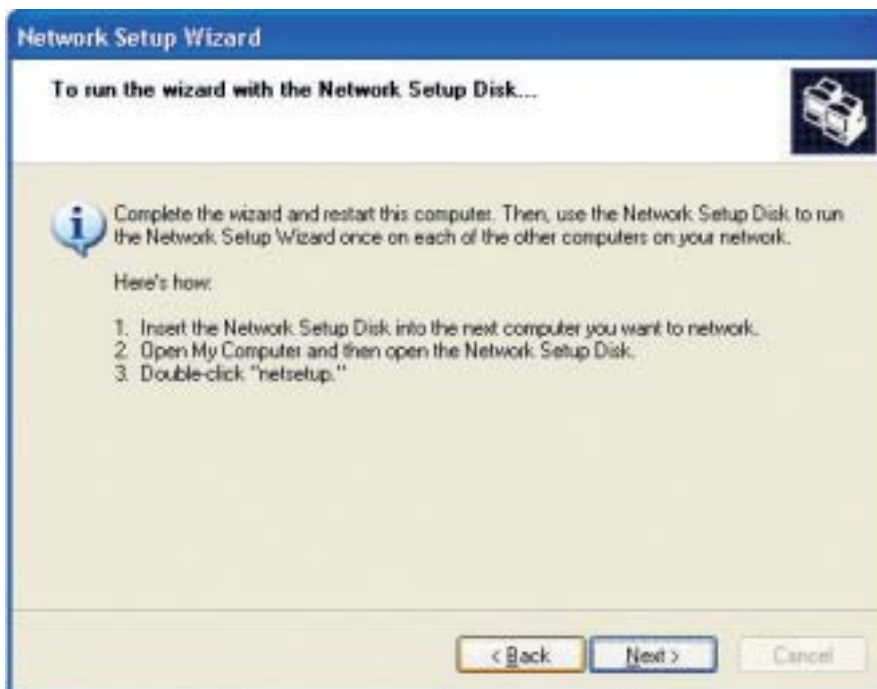 Network Setup Wizard
To run the wizard with the Network Setup Disk...
Complete the wizard and restart this computer. Then, use the Network Setup Disk to run
the Network Setup Wizard once on each of the other computers on your network.
Here's how:
1. Insert the Network Setup Disk into the next computer you want to network.
2. Open My Computer and then open the Network Setup Disk.
3. Double-click "netsetup."
< Back Next > Cancel